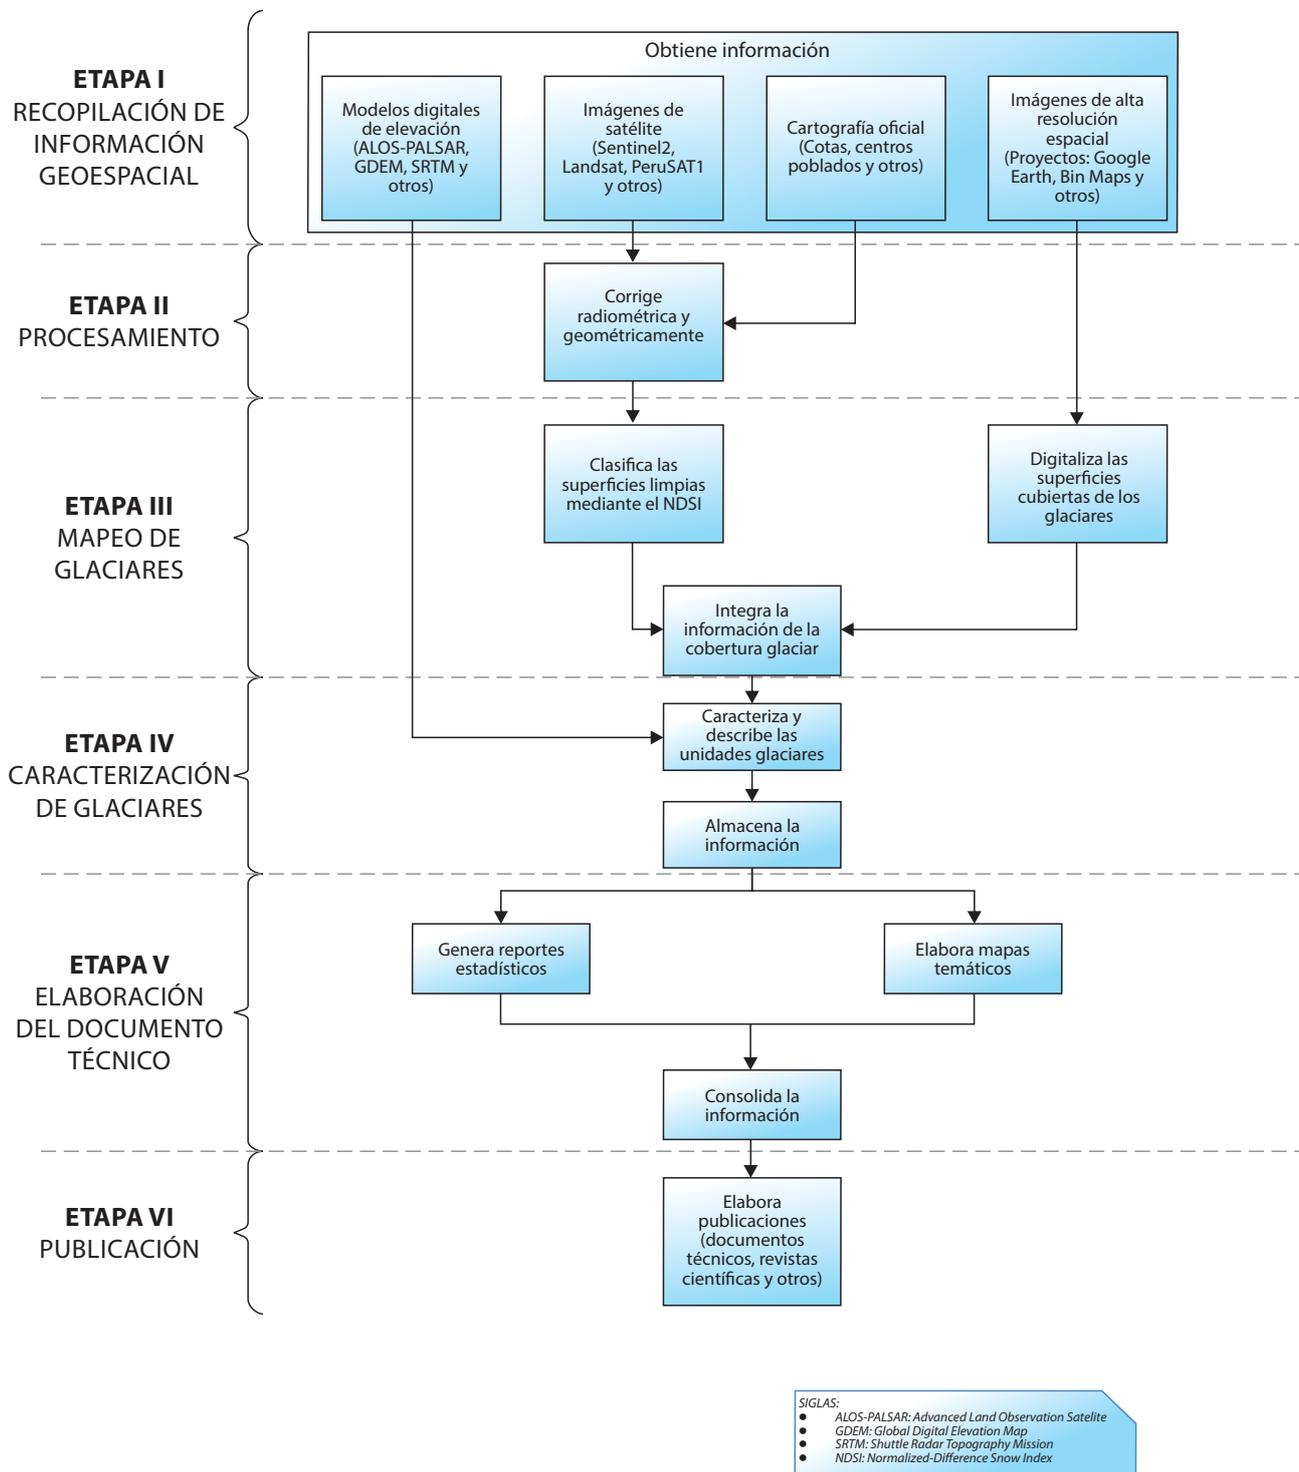 ETAPA I
RECOPILACIÓN DE
INFORMACIÓN
GEOESPACIAL
Obtiene información
Modelos digitales
de elevación
(ALOS-PALSAR,
GDEM, SRTM y
otros)
Imágenes de
satélite
(Sentinel2,
Landsat, PeruSAT1
y otros)
Cartografía oficial
(Cotas, centros
poblados y otros)
Imágenes de alta
resolución
espacial
(Proyectos: Google
Earth, Bin Maps y
otros)
ETAPA II
PROCESAMIENTO
Corrige
radiométrica y
geométricamente
ETAPA III
MAPEO DE
GLACIARES
Clasifica las
superficies limpias
mediante el NDSI
Digitaliza las
superficies
cubiertas de los
glaciares
Integra la
información de la
cobertura glaciar
ETAPA IV
CARACTERIZACIÓN
DE GLACIARES
Caracteriza y
describe las
unidades glaciares
Almacena la
información
ETAPA V
ELABORACIÓN
DEL DOCUMENTO
TÉCNICO
Genera reportes
estadísticos
Elabora mapas
temáticos
Consolida la
información
ETAPA VI
PUBLICACIÓN
Elabora
publicaciones
(documentos
técnicos, revistas
científicas y otros)
SIGLAS:
● ALOS-PALSAR: Advanced Land Observation Satelite
● GDEM: Global Digital Elevation Map
● SRTM: Shuttle Radar Topography Mission
● NDSI: Normalized-Difference Snow Index